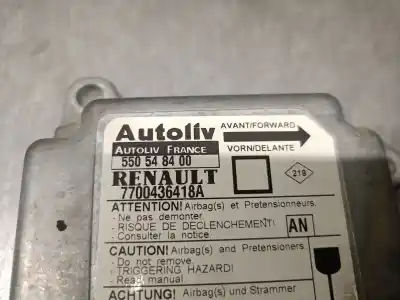 Autoliv
AVANT/FORWARD
AUTOLIV FRANCE
550 54 84 00
VORN/DELANTE
RENAULT
7700436418A
219
ATTENTION! Airbag(s) et Pretensionneurs.
- Ne pas demonter.
- RISQUE DE DECLENCHEMENT!
- Consulter la notice.
AN
CAUTION! Airbag(s) and Pretensioners.
- Do not remove.
- TRIGGERING HAZARD!
- Read manual
ACHTUNG! Airbag(s) und Strammer